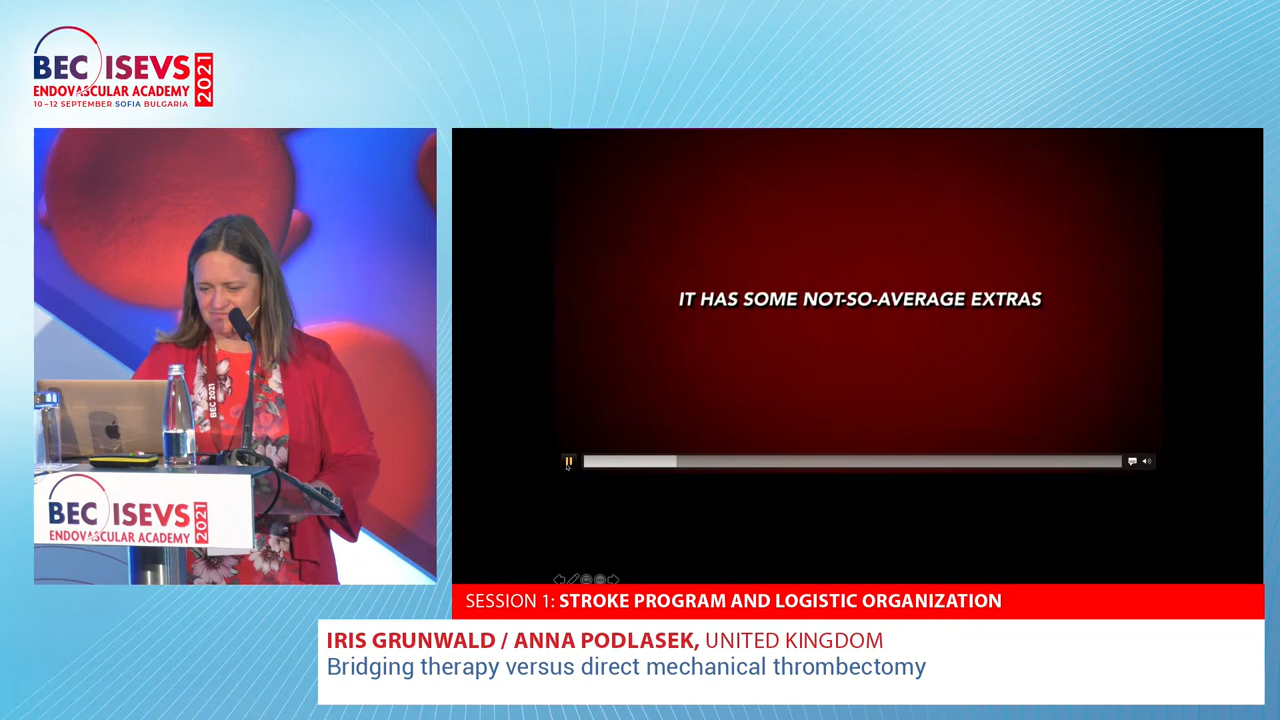 BEC ISEVS
ENDOVASCULAR ACADEMY
10–12 SEPTEMBER SOFIA BULGARIA
2021
IT HAS SOME NOT-SO-AVERAGE EXTRAS
BEC 2021
BEC ISEVS
ENDOVASCULAR ACADEMY
2021
SESSION 1: STROKE PROGRAM AND LOGISTIC ORGANIZATION
IRIS GRUNWALD / ANNA PODLASEK, UNITED KINGDOM
Bridging therapy versus direct mechanical thrombectomy